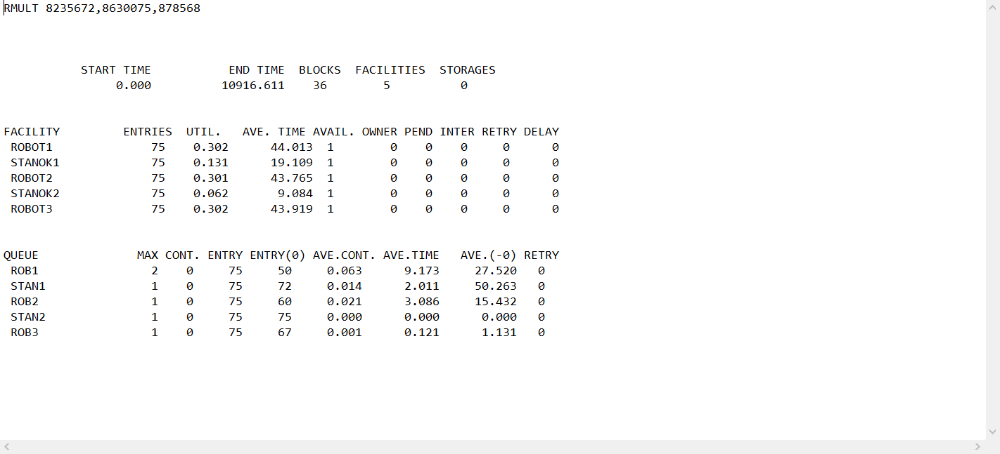 RMULT 8235672,8630075,878568
START TIME END TIME BLOCKS FACILITIES STORAGES
0.000 10916.611 36 5 0
FACILITY ENTRIES UTIL. AVE. TIME AVAIL. OWNER PEND INTER RETRY DELAY
ROBOT1 75 0.302 44.013 1 0 0 0 0 0
STANOK1 75 0.131 19.109 1 0 0 0 0 0
ROBOT2 75 0.301 43.765 1 0 0 0 0 0
STANOK2 75 0.062 9.084 1 0 0 0 0 0
ROBOT3 75 0.302 43.919 1 0 0 0 0 0
QUEUE MAX CONT. ENTRY ENTRY(0) AVE.CONT. AVE.TIME AVE.(-0) RETRY
ROB1 2 0 75 50 0.063 9.173 27.520 0
STAN1 1 0 75 72 0.014 2.011 50.263 0
ROB2 1 0 75 60 0.021 3.086 15.432 0
STAN2 1 0 75 75 0.000 0.000 0.000 0
ROB3 1 0 75 67 0.001 0.121 1.131 0